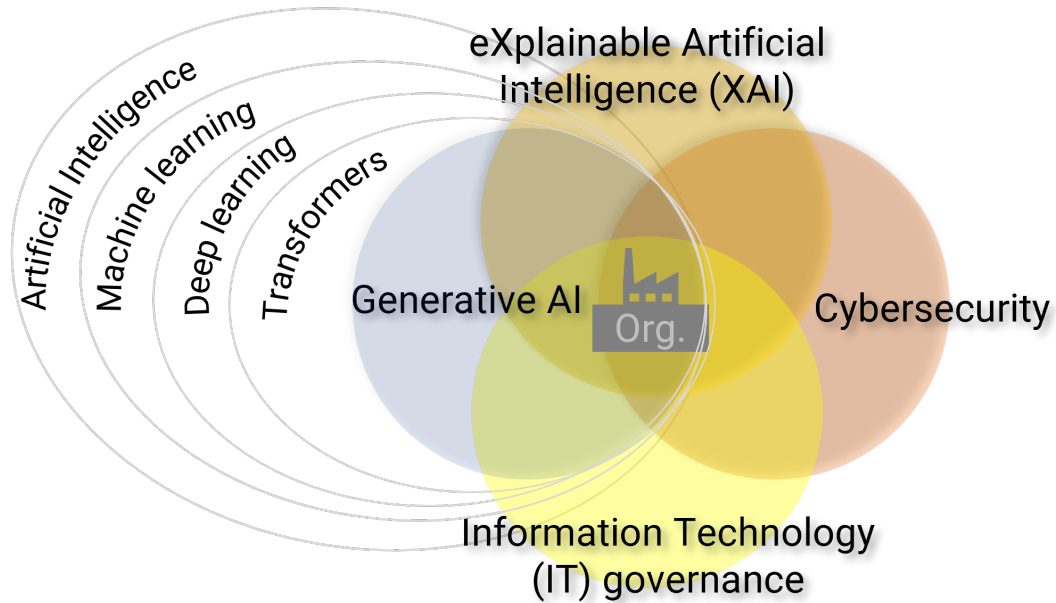 eXplainable Artificial
Intelligence (XAI)
Artificial Intelligence
Machine learning
Deep learning
Transformers
Generative AI
Org.
Cybersecurity
Information Technology
(IT) governance